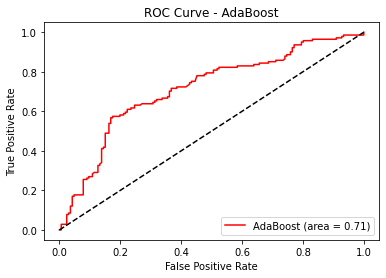 ROC Curve - AdaBoost
True Positive Rate
1.0
0.8
0.6
0.4
0.2
0.0
AdaBoost (area = 0.71)
0.0 0.2 0.4 0.6 0.8 1.0
False Positive Rate